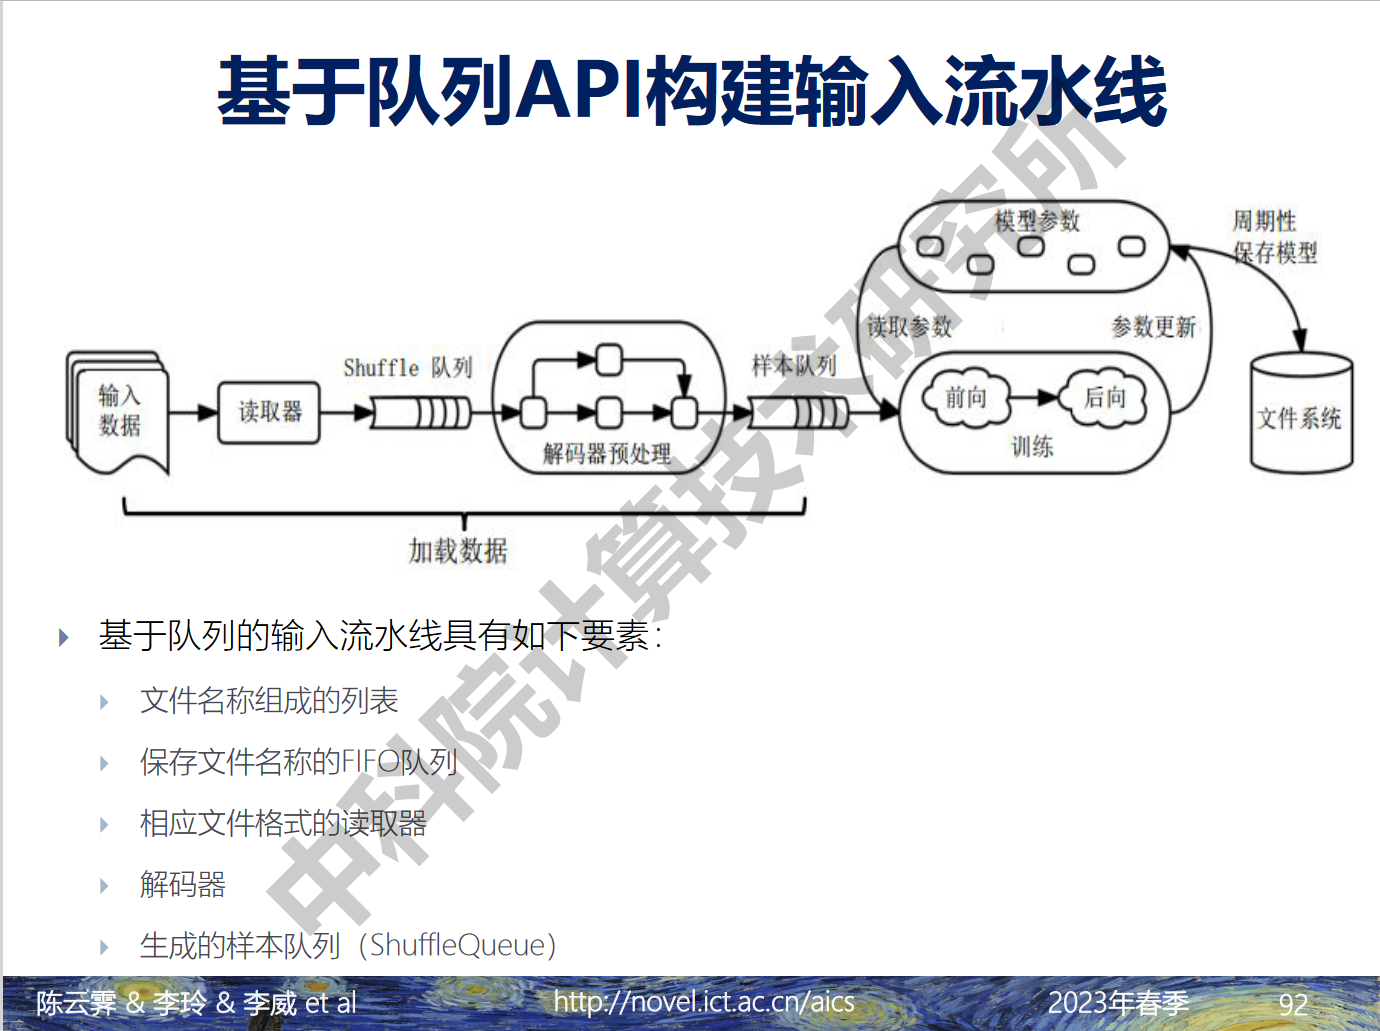 基于队列API构建输入流水线
模型参数
周期性
保存模型
读取参数
参数更新
Shuffle 队列
样本队列
输入
数据
读取器
解码器预处理
前向
后向
训练
文件系统
加载数据
基于队列的输入流水线具有如下要素：
文件名称组成的列表
保存文件名称的FIFO队列
相应文件格式的读取器
解码器
生成的样本队列（ShuffleQueue）
中科院计算技术研究所
陈云霁 & 李玲 & 李威 et al
http://novel.ict.ac.cn/aics
2023年春季
92